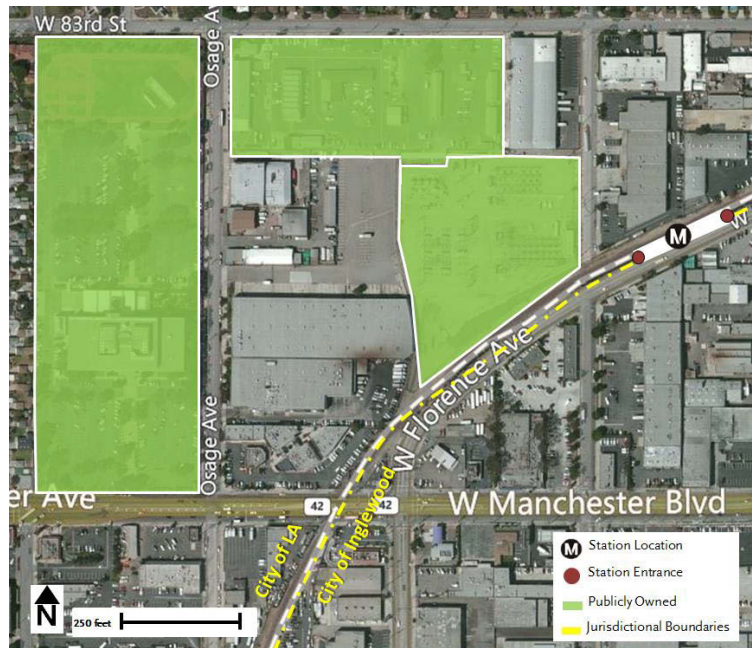 W 83rd St
Osage A
M
W
W Florence Ave
Osage Ave
er Ave
42
42
W Manchester Blvd
City of LA
City of Inglewood
N
250 feet
M Station Location
Station Entrance
Publicly Owned
Jurisdictional Boundaries